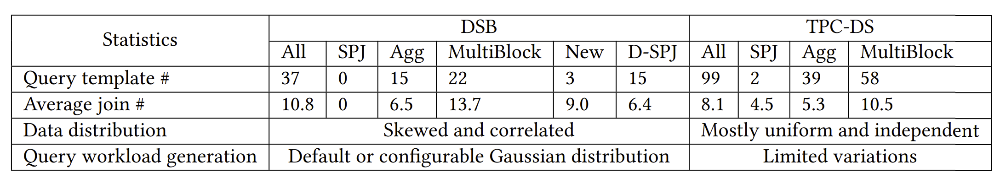 Statistics DSB TPC-DS
All SPJ Agg MultiBlock New D-SPJ All SPJ Agg MultiBlock
Query template # 37 0 15 22 3 15 99 2 39 58
Average join # 10.8 0 6.5 13.7 9.0 6.4 8.1 4.5 5.3 10.5
Data distribution Skewed and correlated Mostly uniform and independent
Query workload generation Default or configurable Gaussian distribution Limited variations